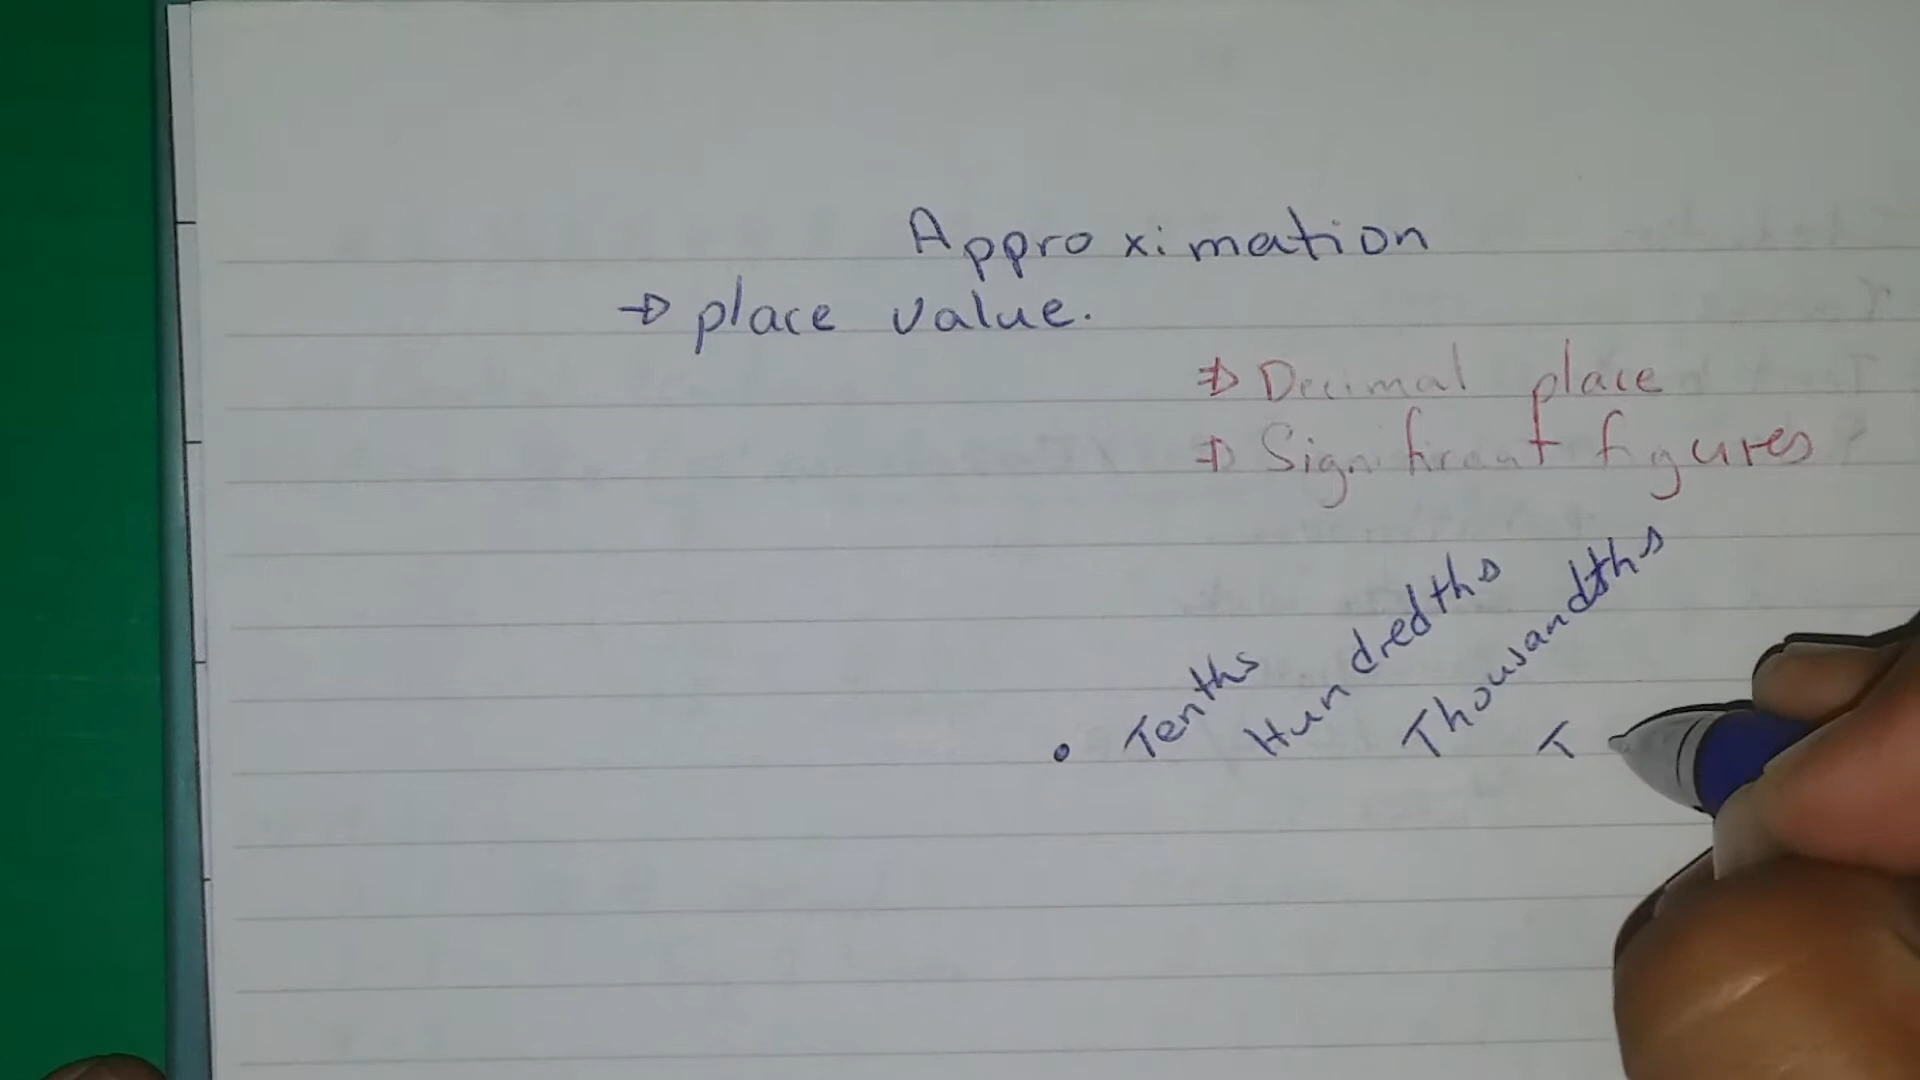 Approximation
→ place value.
⇒ Decimal place
⇒ Significant figures
• Tenths
Hundredths
Thousandths
T